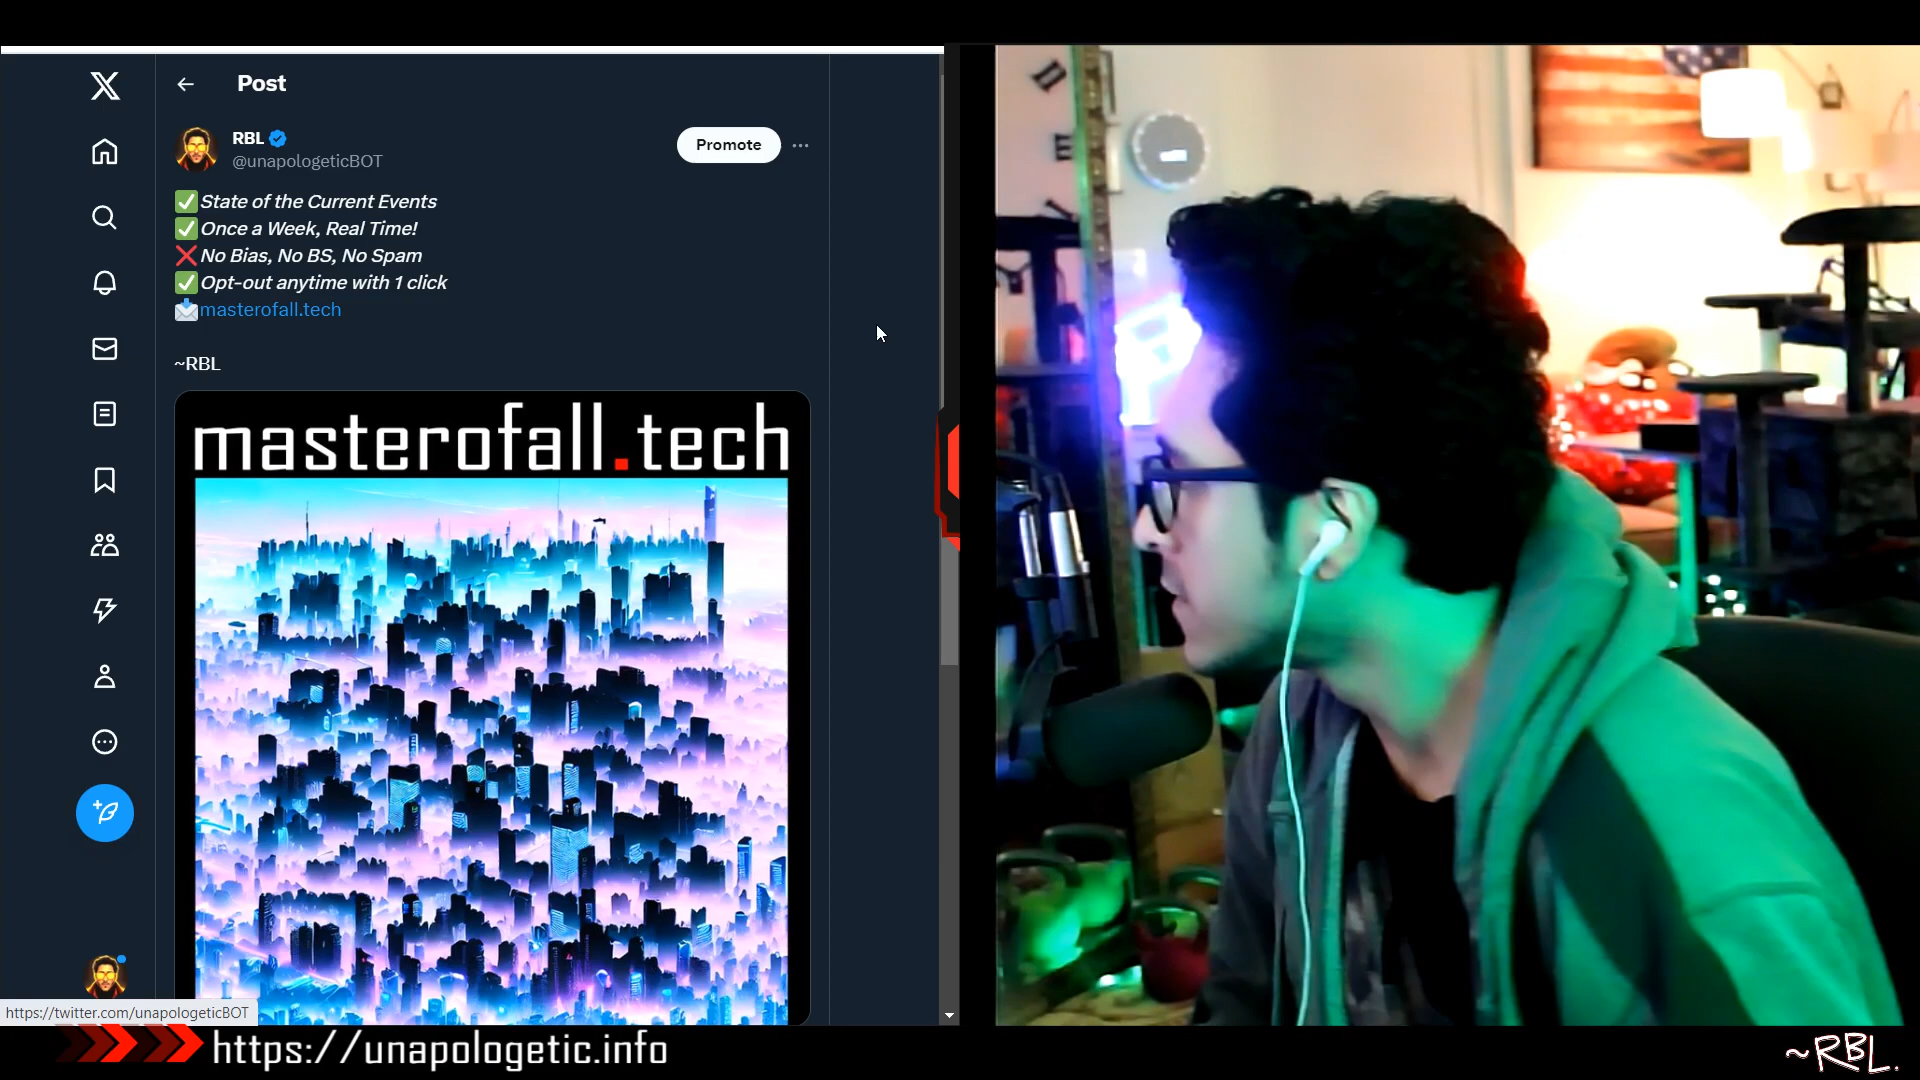 Post
RBL
@unapologeticBOT
Promote
✅State of the Current Events
✅Once a Week, Real Time!
❌No Bias, No BS, No Spam
✅Opt-out anytime with 1 click
📩masterofall.tech
~RBL
masterofall.tech
https://twitter.com/unapologeticBOT
https://unapologetic.info
~RBL.